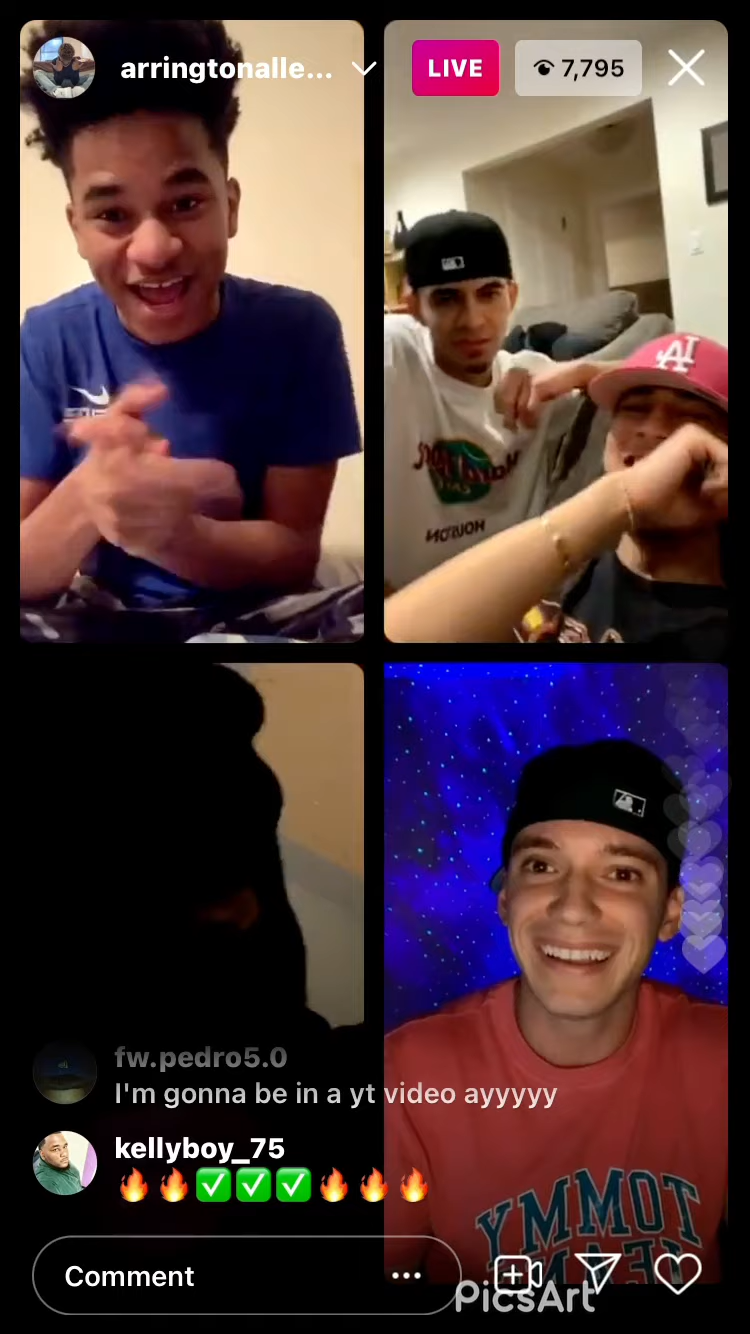 arringtonalle...
LIVE
7,795
HOUSTON
fw.pedro5.0
I'm gonna be in a yt video ayyyyy
kellyboy_75
🔥🔥✅✅✅🔥🔥🔥
TOMMY
JEANS
Comment
PicsArt